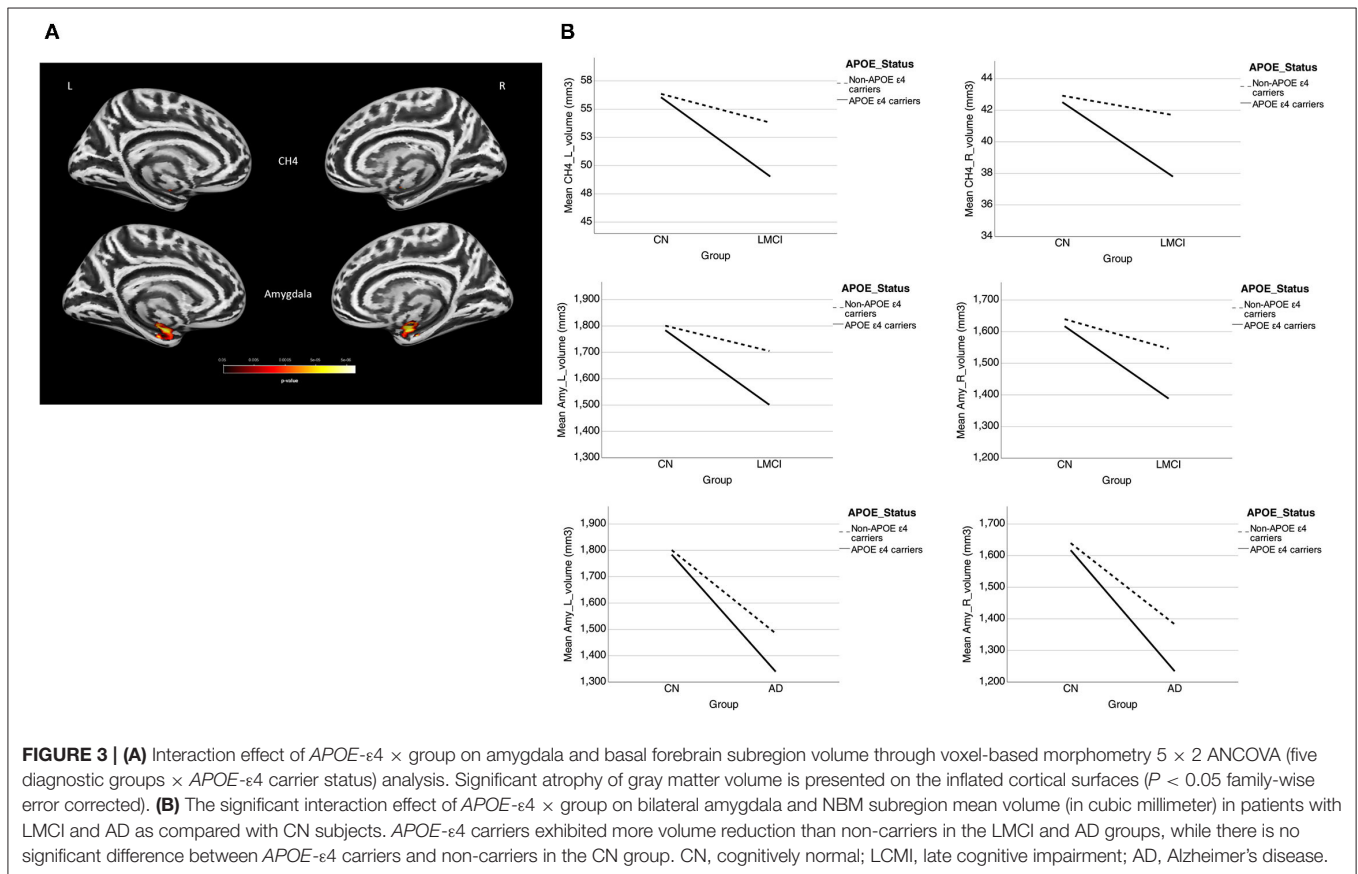 A
B
L
R
CH4
Amygdala
0.05
0.005
5e-05
5e-06
p-value
58
55
53
50
48
45
Mean CH4_L_volume (mm3)
CN
LMCI
Group
APOE_Status
Non-APOE ε4
carriers
APOE ε4 carriers
44
42
40
38
36
34
Mean CH4_R_volume (mm3)
CN
LMCI
Group
APOE_Status
Non-APOE ε4
carriers
APOE ε4 carriers
1,900
1,800
1,700
1,600
1,500
1,400
1,300
Mean Amy_L_volume (mm3)
CN
LMCI
Group
APOE_Status
Non-APOE ε4
carriers
APOE ε4 carriers
1,700
1,600
1,500
1,400
1,300
1,200
Mean Amy_R_volume (mm3)
CN
LMCI
Group
APOE_Status
Non-APOE ε4
carriers
APOE ε4 carriers
1,900
1,800
1,700
1,600
1,500
1,400
1,300
Mean Amy_L_volume (mm3)
CN
AD
Group
APOE_Status
Non-APOE ε4
carriers
APOE ε4 carriers
1,700
1,600
1,500
1,400
1,300
1,200
Mean Amy_R_volume (mm3)
CN
AD
Group
APOE_Status
Non-APOE ε4
carriers
APOE ε4 carriers
FIGURE 3 | (A) Interaction effect of APOE-ε4 × group on amygdala and basal forebrain subregion volume through voxel-based morphometry 5 × 2 ANCOVA (five
diagnostic groups × APOE-ε4 carrier status) analysis. Significant atrophy of gray matter volume is presented on the inflated cortical surfaces (P < 0.05 family-wise
error corrected). (B) The significant interaction effect of APOE-ε4 × group on bilateral amygdala and NBM subregion mean volume (in cubic millimeter) in patients with
LMCI and AD as compared with CN subjects. APOE-ε4 carriers exhibited more volume reduction than non-carriers in the LMCI and AD groups, while there is no
significant difference between APOE-ε4 carriers and non-carriers in the CN group. CN, cognitively normal; LCMI, late cognitive impairment; AD, Alzheimer's disease.